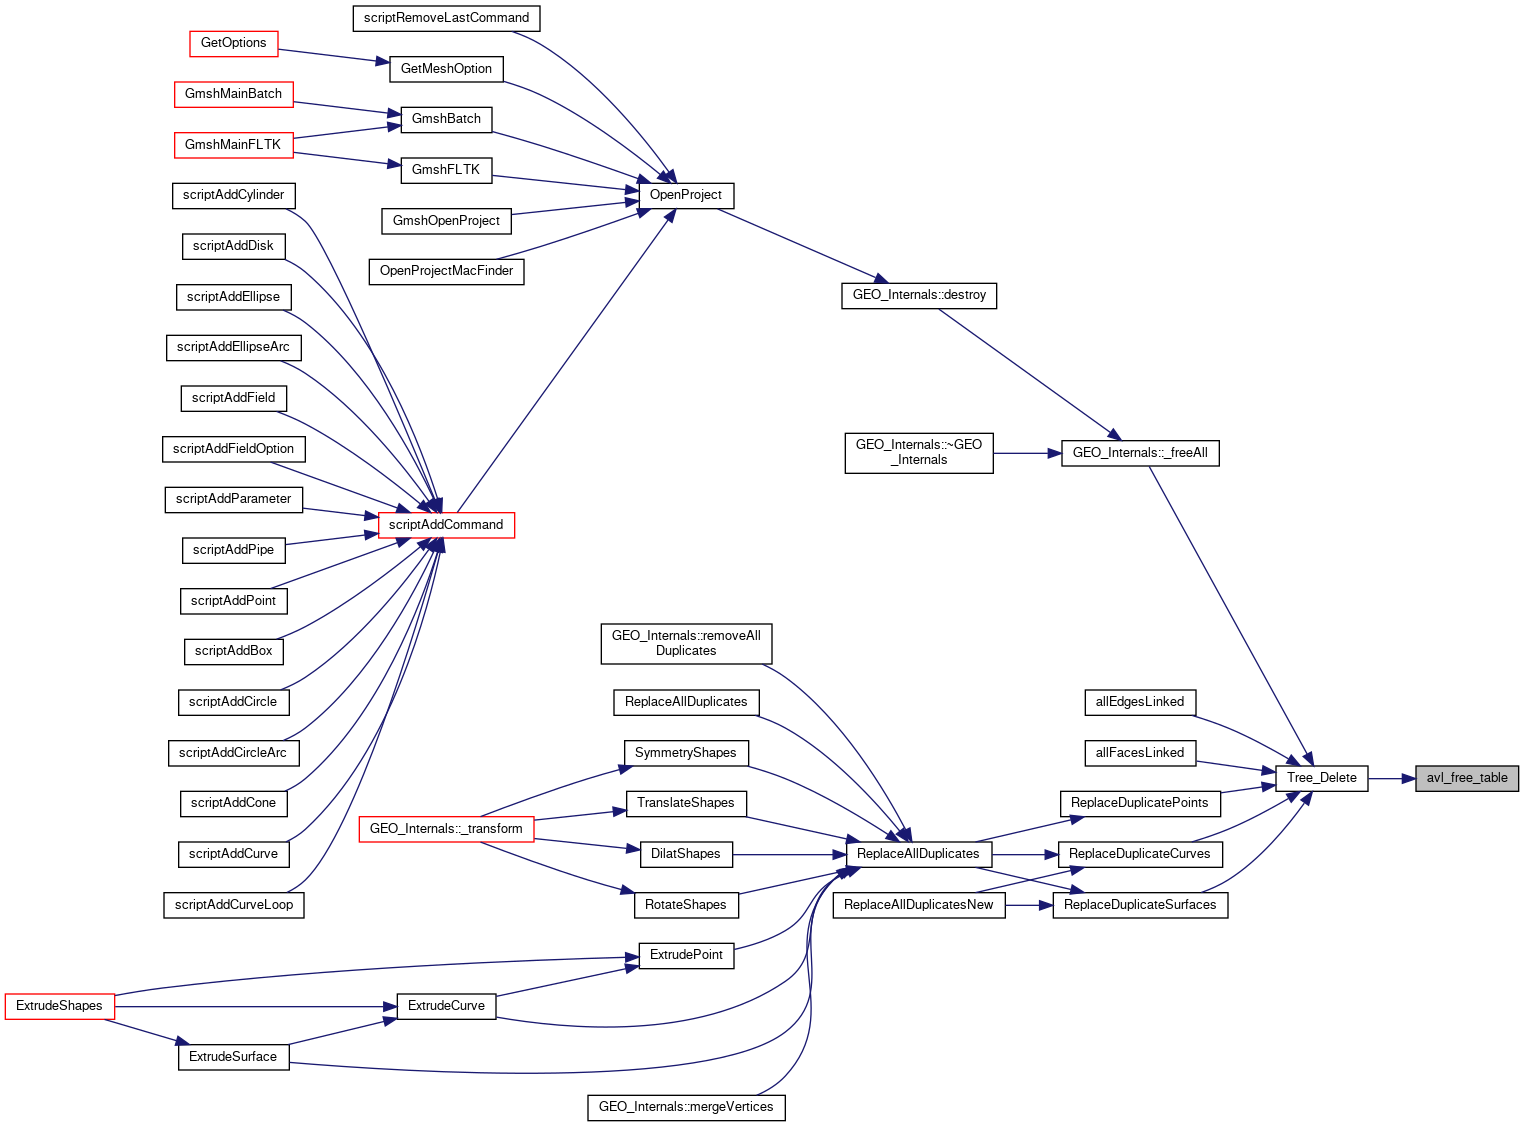 scriptRemoveLastCommand
GetOptions
GetMeshOption
GmshMainBatch
GmshBatch
GmshMainFLTK
GmshFLTK
scriptAddCylinder
OpenProject
GmshOpenProject
scriptAddDisk
OpenProjectMacFinder
scriptAddEllipse
GEO_Internals::destroy
scriptAddEllipseArc
scriptAddField
scriptAddFieldOption
GEO_Internals::~GEO
_Internals
GEO_Internals::_freeAll
scriptAddParameter
scriptAddCommand
scriptAddPipe
scriptAddPoint
scriptAddBox
GEO_Internals::removeAll
Duplicates
scriptAddCircle
ReplaceAllDuplicates
allEdgesLinked
scriptAddCircleArc
SymmetryShapes
allFacesLinked
Tree_Delete
avl_free_table
scriptAddCone
TranslateShapes
ReplaceDuplicatePoints
GEO_Internals::_transform
scriptAddCurve
DilatShapes
ReplaceAllDuplicates
ReplaceDuplicateCurves
scriptAddCurveLoop
RotateShapes
ReplaceAllDuplicatesNew
ReplaceDuplicateSurfaces
ExtrudePoint
ExtrudeShapes
ExtrudeCurve
ExtrudeSurface
GEO_Internals::mergeVertices